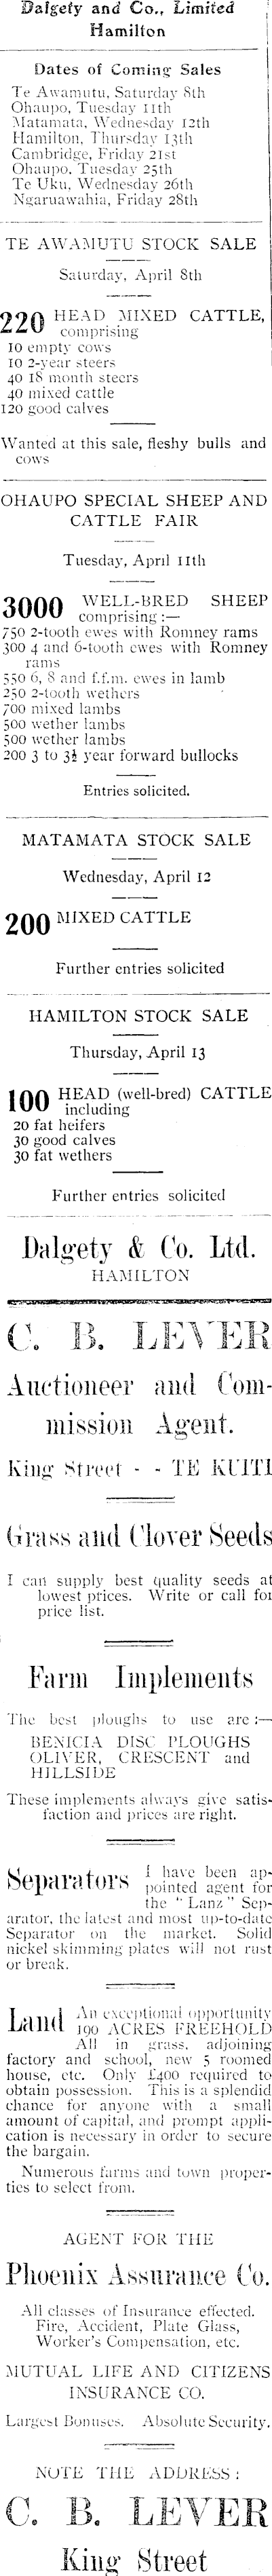 Dalgety and Co., Limited
Hamilton
Dates of Coming Sales
Te Awamutu, Saturday 8th
Ohaupo, Tuesday 11th
Matamata, Wednesday 12th
Hamilton, Thursday 13th
Cambridge, Friday 21st
Ohaupo, Tuesday 25th
Te Uku, Wednesday 26th
Ngaruawahia, Friday 28th
TE AWAMUTU STOCK SALE
Saturday, April 8th
220 HEAD MIXED CATTLE,
comprising
10 empty cows
10 2-year steers
40 18 month steers
40 mixed cattle
120 good calves
Wanted at this sale, fleshy bulls and
cows
OHAUPO SPECIAL SHEEP AND
CATTLE FAIR
Tuesday, April 11th
3000 WELL-BRED SHEEP
comprising :—
750 2-tooth ewes with Romney rams
300 4 and 6-tooth ewes with Romney
rams
550 6, 8 and f.f.m. ewes in lamb
250 2-tooth wethers
700 mixed lambs
500 wether lambs
500 wether lambs
200 3 to 3½ year forward bullocks
Entries solicited.
MATAMATA STOCK SALE
Wednesday, April 12
200 MIXED CATTLE
Further entries solicited
HAMILTON STOCK SALE
Thursday, April 13
100 HEAD (well-bred) CATTLE
including
20 fat heifers
30 good calves
30 fat wethers
Further entries solicited
Dalgety & Co. Ltd.
HAMILTON
C. B. LEVER
Auctioneer and Com-
mission Agent.
King Street - - TE KUITI
Grass and Clover Seeds
I can supply best quality seeds at
lowest prices. Write or call for
price list.
Farm Implements
The best ploughs to use are :—
BENICIA DISC PLOUGHS
OLIVER, CRESCENT and
HILLSIDE
These implements always give satis-
faction and prices are right.
Separators I have been ap-
pointed agent for
the "Lanz" Sep-
arator, the latest and most up-to-date
Separator on the market. Solid
nickel skimming plates will not rust
or break.
Land An exceptional opportunity
190 ACRES FREEHOLD
All in grass, adjoining
factory and school, new 5 roomed
house, etc. Only £400 required to
obtain possession. This is a splendid
chance for anyone with a small
amount of capital, and prompt appli-
cation is necessary in order to secure
the bargain.
Numerous farms and town proper-
ties to select from.
AGENT FOR THE
Phoenix Assurance Co.
All classes of Insurance effected.
Fire, Accident, Plate Glass,
Worker's Compensation, etc.
MUTUAL LIFE AND CITIZENS
INSURANCE CO.
Largest Bonuses. Absolute Security.
NOTE THE ADDRESS :
C. B. LEVER
King Street